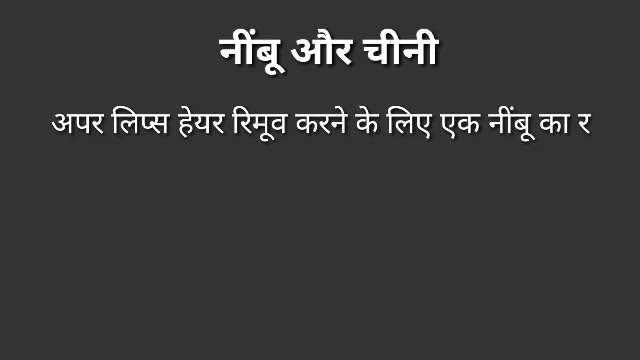 नींबू और चीनी
अपर लिप्स हेयर रिमूव करने के लिए एक नींबू का र